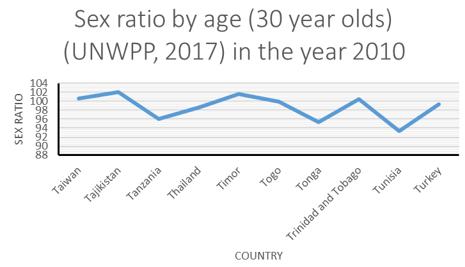 Sex ratio by age (30 year olds)
(UNWPP, 2017) in the year 2010
SEX RATIO
104
102
100
98
96
94
92
90
88
Taiwan
Tajikistan
Tanzania
Thailand
Timor
Togo
Tonga
Trinidad and Tobago
Tunisia
Turkey
COUNTRY